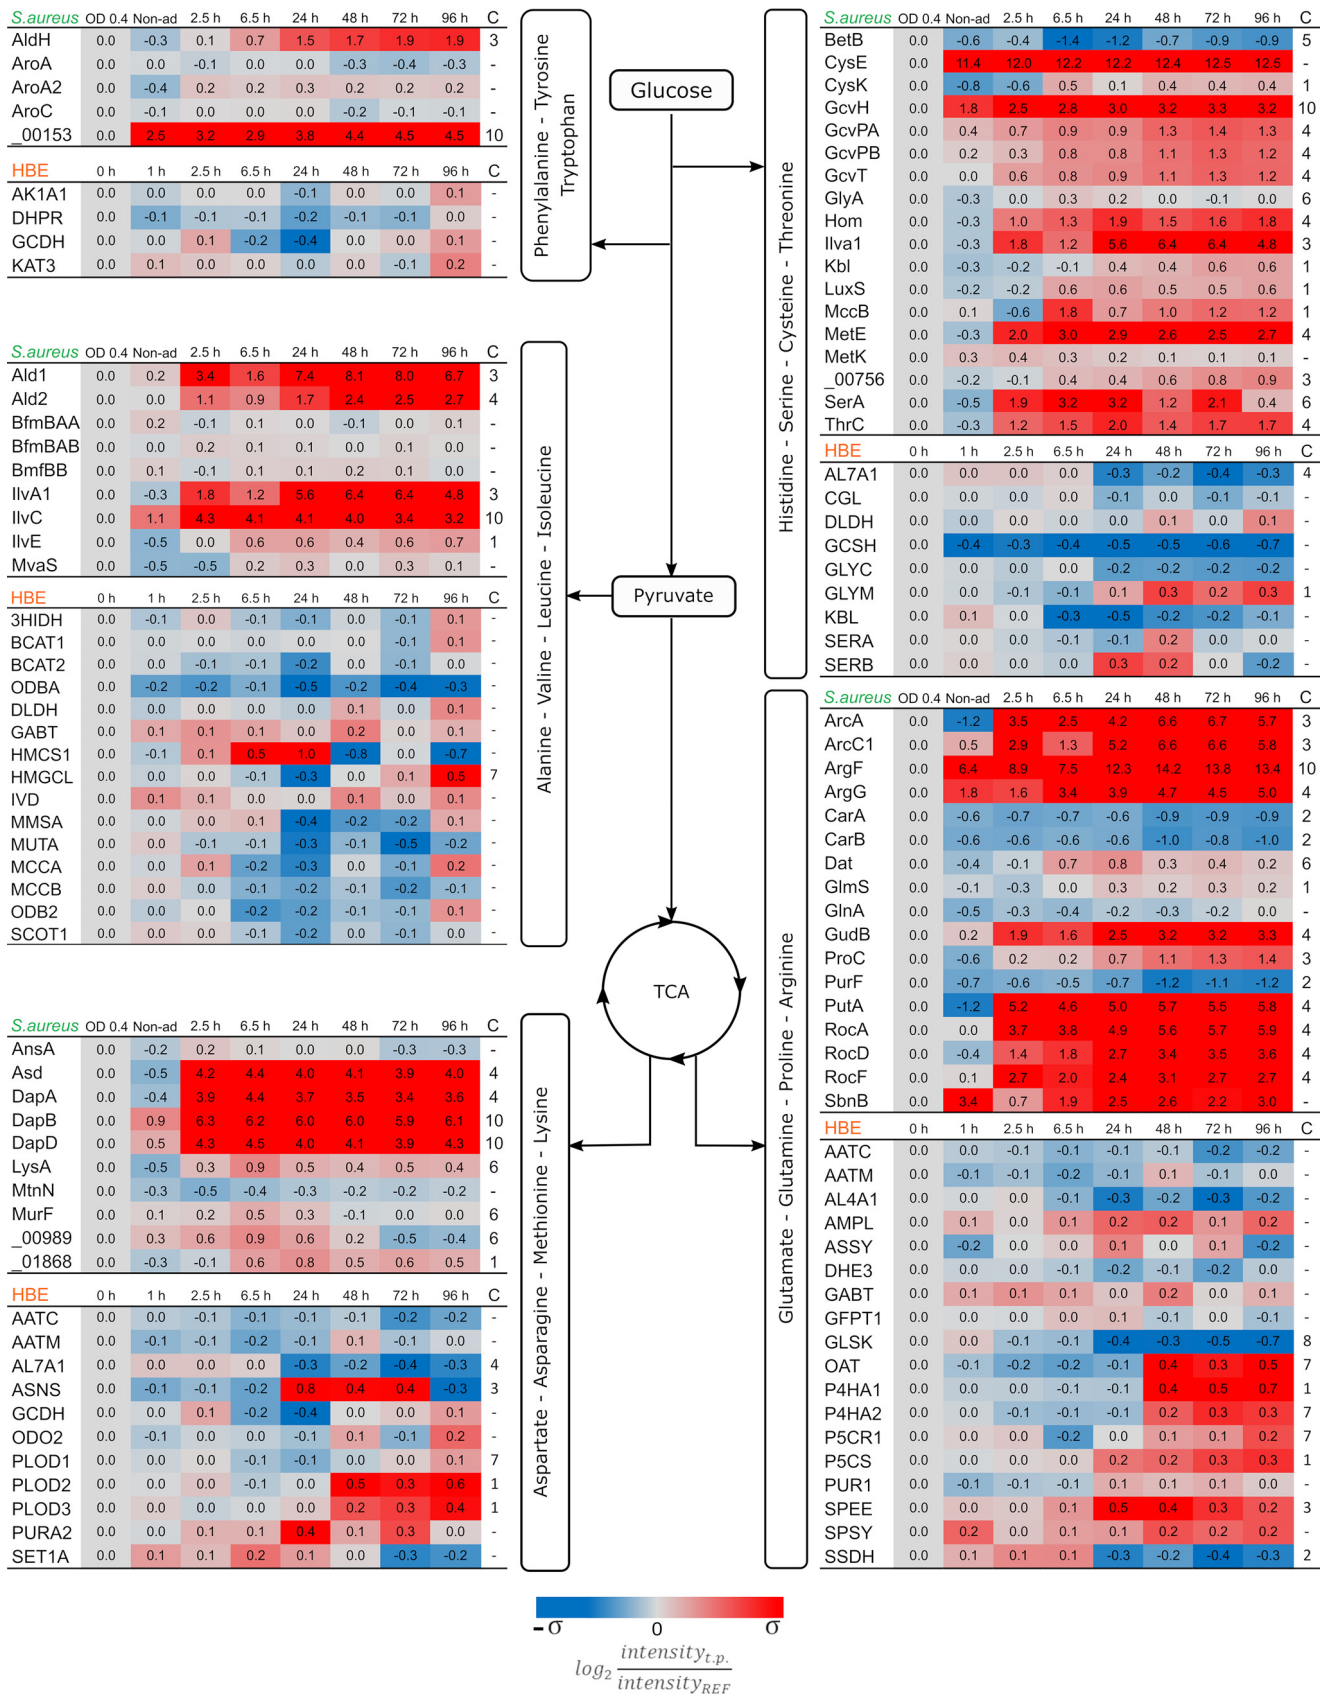 S.aureus OD 0.4 Non-ad 2.5 h 6.5 h 24 h 48 h 72 h 96 h C
AldH 0.0 -0.3 0.1 0.7 1.5 1.7 1.9 1.9 3
AroA 0.0 0.0 -0.1 0.0 0.0 -0.3 -0.4 -0.3 -
AroA2 0.0 -0.4 0.2 0.2 0.3 0.2 0.2 0.2 -
AroC 0.0 -0.1 0.0 0.0 0.0 -0.2 -0.1 -0.1 -
_00153 0.0 2.5 3.2 2.9 3.8 4.4 4.5 4.5 10
HBE 0 h 1 h 2.5 h 6.5 h 24 h 48 h 72 h 96 h C
AK1A1 0.0 0.0 0.0 0.0 -0.1 0.0 0.0 0.1 -
DHPR 0.0 -0.1 -0.1 -0.1 -0.2 -0.1 -0.1 0.0 -
GCDH 0.0 0.0 0.1 -0.2 -0.4 0.0 0.0 0.1 -
KAT3 0.0 0.1 0.0 0.0 0.0 0.0 -0.1 0.2 -
Phenylalanine - Tyrosine
Tryptophan
Glucose
S.aureus OD 0.4 Non-ad 2.5 h 6.5 h 24 h 48 h 72 h 96 h C
Ald1 0.0 0.2 3.4 1.6 7.4 8.1 8.0 6.7 3
Ald2 0.0 0.0 1.1 0.9 1.7 2.4 2.5 2.7 4
BfmBAA 0.0 0.2 -0.1 0.1 0.0 -0.1 0.0 0.1 -
BfmBAB 0.0 0.0 0.2 0.1 0.1 0.0 0.1 0.0 -
BmfBB 0.0 0.1 -0.1 0.1 0.1 0.2 0.1 0.0 -
IlvA1 0.0 -0.3 1.8 1.2 5.6 6.4 6.4 4.8 3
IlvC 0.0 1.1 4.3 4.1 4.1 4.0 3.4 3.2 10
IlvE 0.0 -0.5 0.0 0.6 0.6 0.4 0.6 0.7 1
MvaS 0.0 -0.5 -0.5 0.2 0.3 0.0 0.3 0.1 -
HBE 0 h 1 h 2.5 h 6.5 h 24 h 48 h 72 h 96 h C
3HIDH 0.0 -0.1 0.0 -0.1 -0.1 0.0 -0.1 0.1 -
BCAT1 0.0 0.0 0.0 0.0 0.0 0.0 -0.1 0.1 -
BCAT2 0.0 0.0 -0.1 -0.1 -0.2 0.0 -0.1 0.0 -
ODBA 0.0 -0.2 -0.2 -0.1 -0.5 -0.2 -0.4 -0.3 -
DLDH 0.0 0.0 0.0 0.0 0.0 0.1 0.0 0.1 -
GABT 0.0 0.1 0.1 0.1 0.0 0.2 0.0 0.1 -
HMCS1 0.0 -0.1 0.1 0.5 1.0 -0.8 0.0 -0.7 -
HMGCL 0.0 0.0 0.0 -0.1 -0.3 0.0 0.1 0.5 7
IVD 0.0 0.1 0.1 0.0 0.0 0.1 0.0 0.1 -
MMSA 0.0 0.0 0.0 0.1 -0.4 -0.2 -0.2 0.1 -
MUTA 0.0 0.0 -0.1 -0.1 -0.3 -0.1 -0.5 -0.2 -
MCCA 0.0 0.0 0.1 -0.2 -0.3 0.0 -0.1 0.2 -
MCCB 0.0 0.0 0.0 -0.1 -0.2 -0.1 -0.2 -0.1 -
ODB2 0.0 0.0 0.0 -0.2 -0.2 -0.1 -0.1 0.1 -
SCOT1 0.0 0.0 0.0 -0.1 -0.2 0.0 -0.1 0.0 -
Alanine - Valine - Leucine - Isoleucine
Pyruvate
S.aureus OD 0.4 Non-ad 2.5 h 6.5 h 24 h 48 h 72 h 96 h C
AnsA 0.0 -0.2 0.2 0.1 0.0 0.0 -0.3 -0.3 -
Asd 0.0 -0.5 4.2 4.4 4.0 4.1 3.9 4.0 4
DapA 0.0 -0.4 3.9 4.4 3.7 3.5 3.4 3.6 4
DapB 0.0 0.9 6.3 6.2 6.0 6.0 5.9 6.1 10
DapD 0.0 0.5 4.3 4.5 4.0 4.1 3.9 4.3 10
LysA 0.0 -0.5 0.3 0.9 0.5 0.4 0.5 0.4 6
MtnN 0.0 -0.3 -0.5 -0.4 -0.3 -0.2 -0.2 -0.2 -
MurF 0.0 0.1 0.2 0.5 0.3 -0.1 0.0 0.0 6
_00989 0.0 0.3 0.6 0.9 0.6 0.2 -0.5 -0.4 6
_01868 0.0 -0.3 -0.1 0.6 0.8 0.5 0.6 0.5 1
HBE 0 h 1 h 2.5 h 6.5 h 24 h 48 h 72 h 96 h C
AATC 0.0 0.0 -0.1 -0.1 -0.1 -0.1 -0.2 -0.2 -
AATM 0.0 -0.1 -0.1 -0.2 -0.1 0.1 -0.1 0.0 -
AL7A1 0.0 0.0 0.0 0.0 -0.3 -0.2 -0.4 -0.3 4
ASNS 0.0 -0.1 -0.1 -0.2 0.8 0.4 0.4 -0.3 3
GCDH 0.0 0.0 0.1 -0.2 -0.4 0.0 0.0 0.1 -
ODO2 0.0 -0.1 0.0 0.0 -0.1 0.1 -0.1 0.2 -
PLOD1 0.0 0.0 0.0 -0.1 -0.1 0.0 0.0 0.1 7
PLOD2 0.0 0.0 0.0 -0.1 0.0 0.5 0.3 0.6 1
PLOD3 0.0 0.0 0.0 0.0 0.0 0.2 0.3 0.4 1
PURA2 0.0 0.0 0.1 0.1 0.4 0.1 0.3 0.0 -
SET1A 0.0 0.1 0.1 0.2 0.1 0.0 -0.3 -0.2 -
Aspartate - Asparagine - Methionine - Lysine
TCA
Histidine - Serine - Cysteine - Threonine
S.aureus OD 0.4 Non-ad 2.5 h 6.5 h 24 h 48 h 72 h 96 h C
BetB 0.0 -0.6 -0.4 -1.4 -1.2 -0.7 -0.9 -0.9 5
CysE 0.0 11.4 12.0 12.2 12.2 12.4 12.5 12.5 -
CysK 0.0 -0.8 -0.6 0.5 0.1 0.4 0.4 0.4 1
GcvH 0.0 1.8 2.5 2.8 3.0 3.2 3.3 3.2 10
GcvPA 0.0 0.4 0.7 0.9 0.9 1.3 1.4 1.3 4
GcvPB 0.0 0.2 0.3 0.8 0.8 1.1 1.3 1.2 4
GcvT 0.0 0.0 0.6 0.8 0.9 1.1 1.3 1.2 4
GlyA 0.0 -0.3 0.0 0.3 0.2 0.0 -0.1 0.0 6
Hom 0.0 -0.3 1.0 1.3 1.9 1.5 1.6 1.8 4
Ilva1 0.0 -0.3 1.8 1.2 5.6 6.4 6.4 4.8 3
Kbl 0.0 -0.3 -0.2 -0.1 0.4 0.4 0.6 0.6 1
LuxS 0.0 -0.2 -0.2 0.6 0.6 0.5 0.5 0.6 1
MccB 0.0 0.1 -0.6 1.8 0.7 1.0 1.2 1.2 1
MetE 0.0 -0.3 2.0 3.0 2.9 2.6 2.5 2.7 4
MetK 0.0 0.3 0.4 0.3 0.2 0.1 0.1 0.1 -
_00756 0.0 -0.2 -0.1 0.4 0.4 0.6 0.8 0.9 3
SerA 0.0 -0.5 1.9 3.2 3.2 1.2 2.1 0.4 6
ThrC 0.0 -0.3 1.2 1.5 2.0 1.4 1.7 1.7 4
HBE 0 h 1 h 2.5 h 6.5 h 24 h 48 h 72 h 96 h C
AL7A1 0.0 0.0 0.0 0.0 -0.3 -0.2 -0.4 -0.3 4
CGL 0.0 0.0 0.0 0.0 -0.1 0.0 -0.1 -0.1 -
DLDH 0.0 0.0 0.0 0.0 0.0 0.1 0.0 0.1 -
GCSH 0.0 -0.4 -0.3 -0.4 -0.5 -0.5 -0.6 -0.7 -
GLYC 0.0 0.0 0.0 0.0 -0.2 -0.2 -0.2 -0.2 -
GLYM 0.0 0.0 -0.1 -0.1 0.1 0.3 0.2 0.3 1
KBL 0.0 0.1 0.0 -0.3 -0.5 -0.2 -0.2 -0.1 -
SERA 0.0 0.0 0.0 -0.1 -0.1 0.2 0.0 0.0 -
SERB 0.0 0.0 0.0 0.0 0.3 0.2 0.0 -0.2 -
Glutamate - Glutamine - Proline - Arginine
S.aureus OD 0.4 Non-ad 2.5 h 6.5 h 24 h 48 h 72 h 96 h C
ArcA 0.0 -1.2 3.5 2.5 4.2 6.6 6.7 5.7 3
ArcC1 0.0 0.5 2.9 1.3 5.2 6.6 6.6 5.8 3
ArgF 0.0 6.4 8.9 7.5 12.3 14.2 13.8 13.4 10
ArgG 0.0 1.8 1.6 3.4 3.9 4.7 4.5 5.0 4
CarA 0.0 -0.6 -0.7 -0.7 -0.6 -0.9 -0.9 -0.9 2
CarB 0.0 -0.6 -0.6 -0.6 -0.6 -1.0 -0.8 -1.0 2
Dat 0.0 -0.4 -0.1 0.7 0.8 0.3 0.4 0.2 6
GlmS 0.0 -0.1 -0.3 0.0 0.3 0.2 0.3 0.2 1
GlnA 0.0 -0.5 -0.3 -0.4 -0.2 -0.3 -0.2 0.0 -
GudB 0.0 0.2 1.9 1.6 2.5 3.2 3.2 3.3 4
ProC 0.0 -0.6 0.2 0.2 0.7 1.1 1.3 1.4 3
PurF 0.0 -0.7 -0.6 -0.5 -0.7 -1.2 -1.1 -1.2 2
PutA 0.0 -1.2 5.2 4.6 5.0 5.7 5.5 5.8 4
RocA 0.0 0.0 3.7 3.8 4.9 5.6 5.7 5.9 4
RocD 0.0 -0.4 1.4 1.8 2.7 3.4 3.5 3.6 4
RocF 0.0 0.1 2.7 2.0 2.4 3.1 2.7 2.7 4
SbnB 0.0 3.4 0.7 1.9 2.5 2.6 2.2 3.0 -
HBE 0 h 1 h 2.5 h 6.5 h 24 h 48 h 72 h 96 h C
AATC 0.0 0.0 -0.1 -0.1 -0.1 -0.1 -0.2 -0.2 -
AATM 0.0 -0.1 -0.1 -0.2 -0.1 0.1 -0.1 0.0 -
AL4A1 0.0 0.0 0.0 -0.1 -0.3 -0.2 -0.3 -0.2 -
AMPL 0.0 0.1 0.0 0.1 0.2 0.2 0.1 0.2 -
ASSY 0.0 -0.2 0.0 0.0 0.1 0.0 0.1 -0.2 -
DHE3 0.0 0.0 0.0 -0.1 -0.2 -0.1 -0.2 0.0 -
GABT 0.0 0.1 0.1 0.1 0.0 0.2 0.0 0.1 -
GFPT1 0.0 0.0 0.0 0.0 0.1 -0.1 0.0 -0.1 -
GLSK 0.0 0.0 -0.1 -0.1 -0.4 -0.3 -0.5 -0.7 8
OAT 0.0 -0.1 -0.2 -0.2 -0.1 0.4 0.3 0.5 7
P4HA1 0.0 0.0 0.0 -0.1 -0.1 0.4 0.5 0.7 1
P4HA2 0.0 0.0 -0.1 -0.1 -0.1 0.2 0.3 0.3 7
P5CR1 0.0 0.0 0.0 -0.2 0.0 0.1 0.1 0.2 7
P5CS 0.0 0.0 0.0 0.0 0.2 0.2 0.3 0.3 1
PUR1 0.0 -0.1 -0.1 -0.1 0.1 0.1 0.1 0.0 -
SPEE 0.0 0.0 0.0 0.1 0.5 0.4 0.3 0.2 3
SPSY 0.0 0.2 0.0 0.1 0.1 0.2 0.2 0.2 -
SSDH 0.0 0.1 0.1 0.1 -0.3 -0.2 -0.4 -0.3 2
-σ 0 σ
log2 intensity t.p. / intensity REF